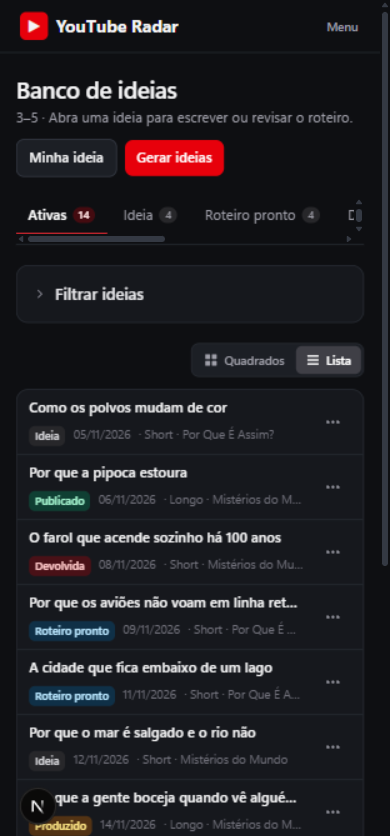 YouTube Radar
Menu
Banco de ideias
3–5 · Abra uma ideia para escrever ou revisar o roteiro.
Minha ideia
Gerar ideias
Ativas 14
Ideia 4
Roteiro pronto 4
Filtrar ideias
Quadrados
Lista
Como os polvos mudam de cor
Ideia 05/11/2026 · Short · Por Que É Assim?
Por que a pipoca estoura
Publicado 06/11/2026 · Longo · Mistérios do M...
O farol que acende sozinho há 100 anos
Devolvida 08/11/2026 · Short · Mistérios do Mu...
Por que os aviões não voam em linha ret...
Roteiro pronto 09/11/2026 · Short · Por Que É ...
A cidade que fica embaixo de um lago
Roteiro pronto 11/11/2026 · Short · Por Que É A...
Por que o mar é salgado e o rio não
Ideia 12/11/2026 · Short · Mistérios do Mundo
N
que a gente boceja quando vê algué...
Produzido 14/11/2026 · Longo · Mistérios do M...